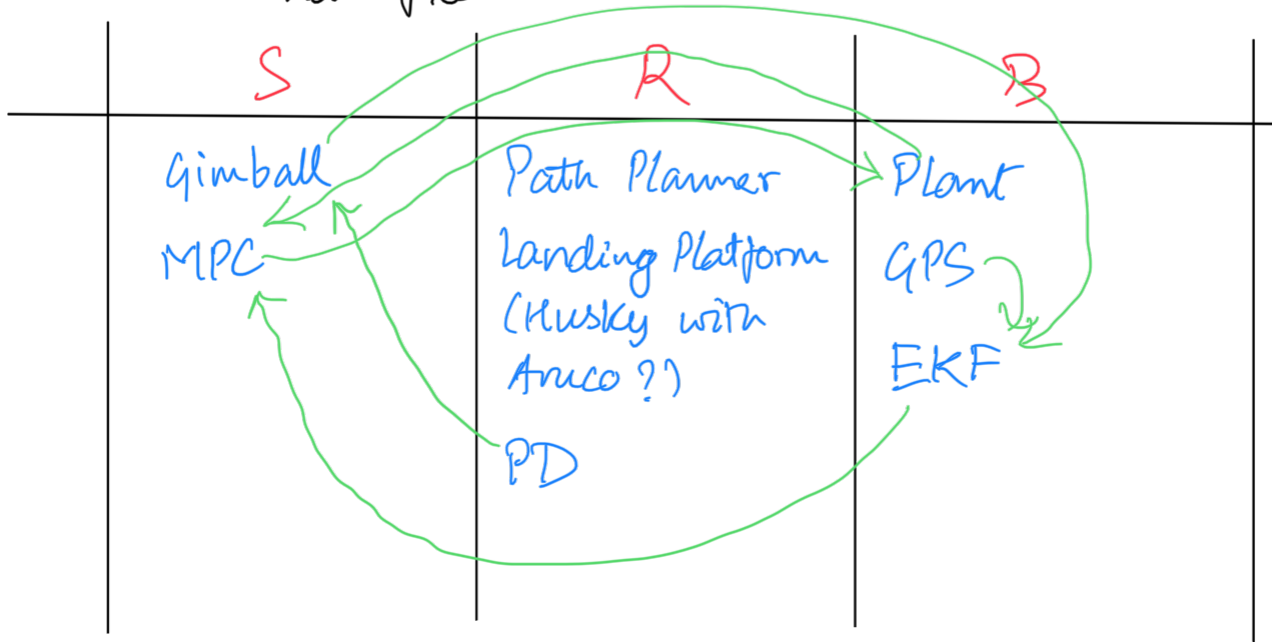 S R B
Gimball
MPC
Path Planner
Landing Platform
(Husky with
Aruco ??)
PD
Plant
GPS
EKF